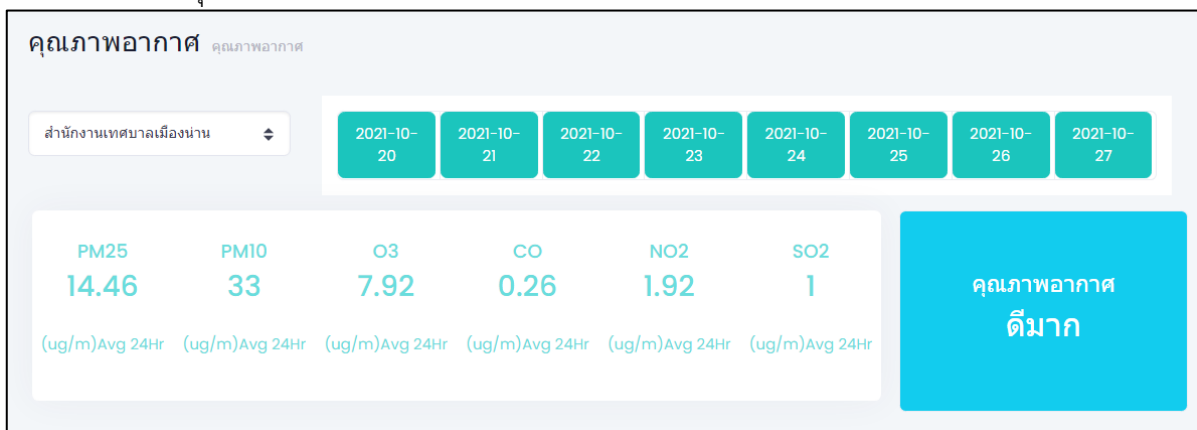 คุณภาพอากาศ คุณภาพอากาศ
สำนักงานเทศบาลเมืองน่าน
2021-10-
20
2021-10-
21
2021-10-
22
2021-10-
23
2021-10-
24
2021-10-
25
2021-10-
26
2021-10-
27
PM25
14.46
(ug/m)Avg 24Hr
PM10
33
(ug/m)Avg 24Hr
O3
7.92
(ug/m)Avg 24Hr
CO
0.26
(ug/m)Avg 24Hr
NO2
1.92
(ug/m)Avg 24Hr
SO2
1
(ug/m)Avg 24Hr
คุณภาพอากาศ
ดีมาก